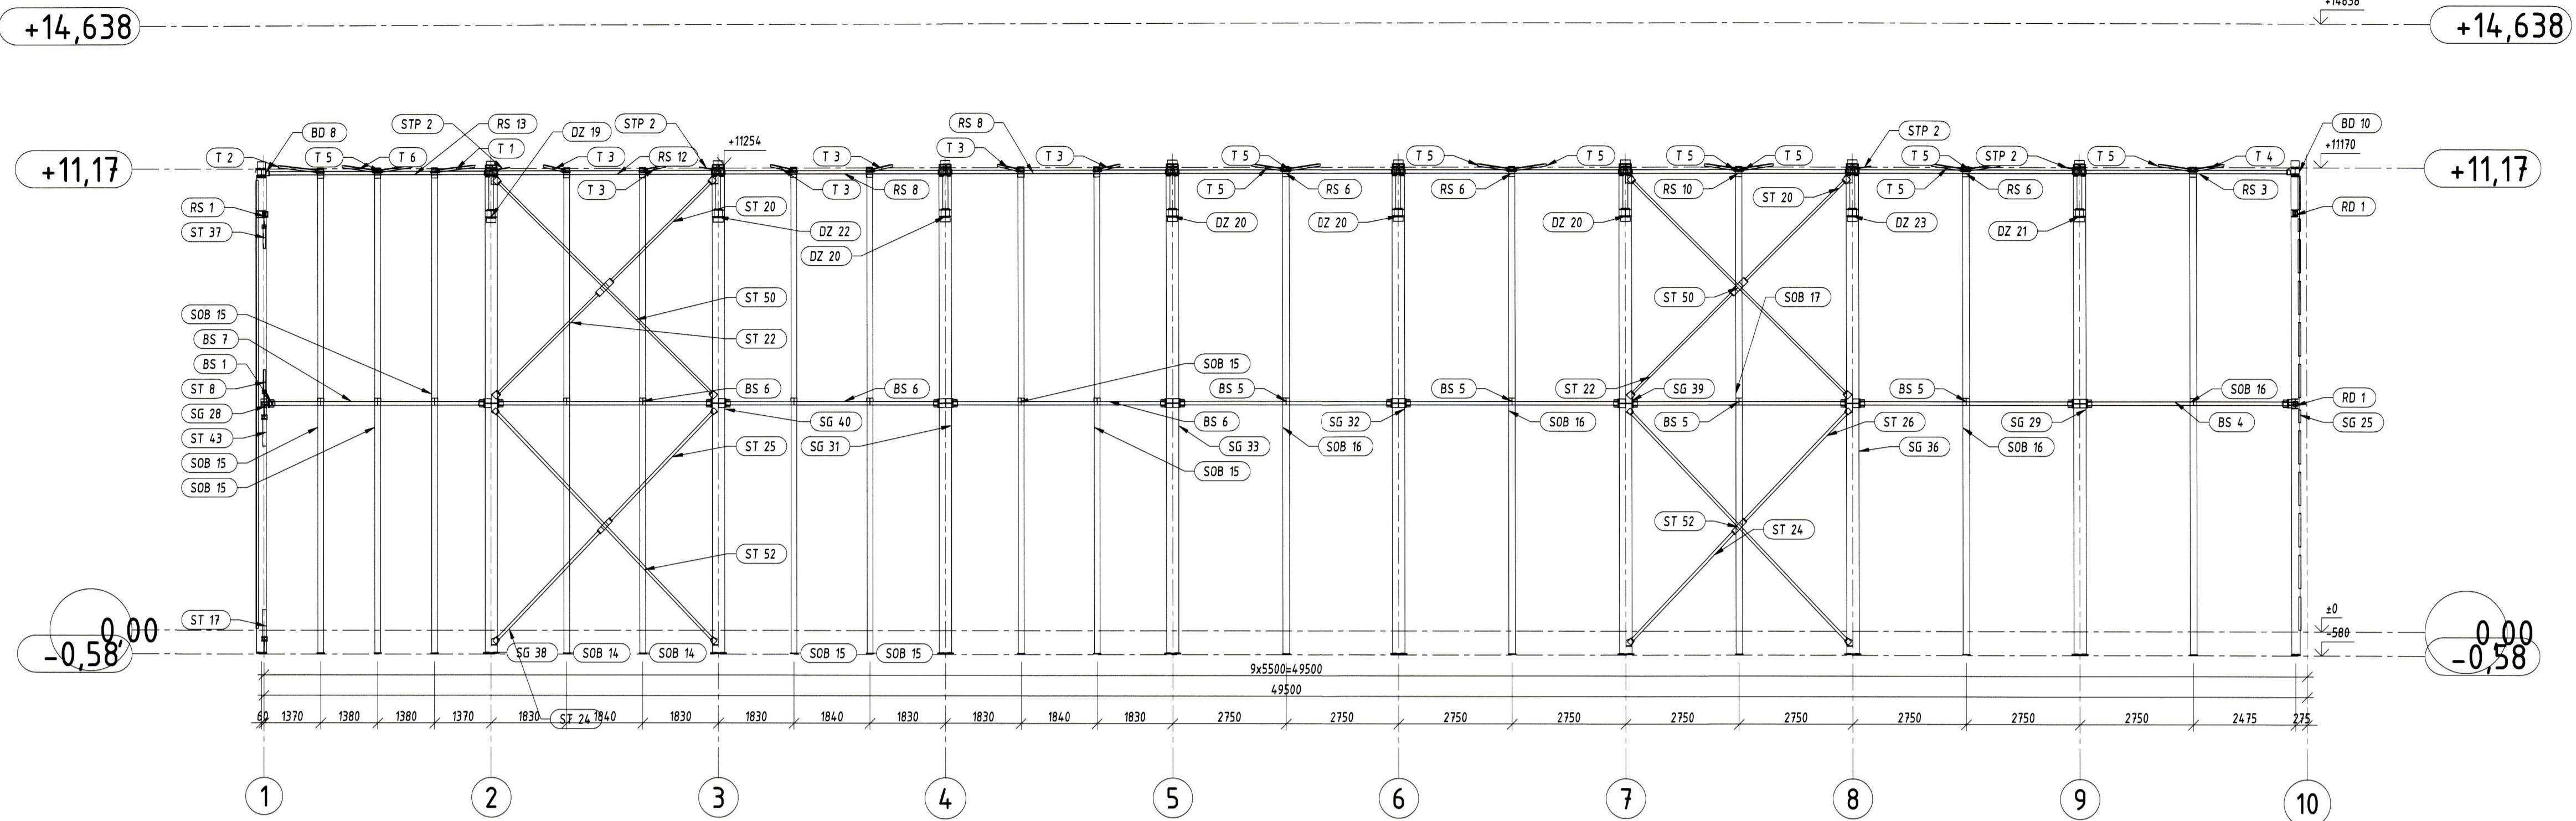 +14638
+14,638
+14,638
BD 8
STP 2
RS 13
DZ 19
STP 2
+11254
RS 8
STP 2
BD 10
+11170
T 2
T 5
T 6
T 1
T 3
RS 12
T 3
T 3
T 3
T 5
T 5
T 5
T 5
T 5
T 5
STP 2
T 5
T 4
+11,17
+11,17
T 3
T 3
RS 8
T 5
RS 6
RS 6
RS 10
ST 20
T 5
RS 6
RS 3
RS 1
ST 20
RD 1
ST 37
DZ 22
DZ 20
DZ 20
DZ 20
DZ 23
DZ 21
DZ 20
ST 50
ST 50
SOB 17
SOB 15
BS 7
ST 22
BS 1
SOB 15
ST 8
BS 6
BS 6
BS 5
BS 5
ST 22
SG 39
BS 5
SOB 16
RD 1
SG 28
SG 40
BS 6
SG 32
SOB 16
BS 5
ST 26
SG 29
BS 4
SG 25
ST 43
SG 31
SG 33
SOB 16
SG 36
SOB 16
SOB 15
ST 25
SOB 15
SOB 15
ST 52
ST 24
ST 52
ST 17
±0
0,00
0,00
-580
-0,58
-0,58
SG 38
SOB 14
SOB 14
SOB 15
SOB 15
9x5500=49500
49500
60 1370 1380 1380 1370 1830 1840 1830 1830 1840 1830 1830 1840 1830 2750 2750 2750 2750 2750 2750 2750 2750 2750 2475 275
ST 24
1 2 3 4 5 6 7 8 9 10